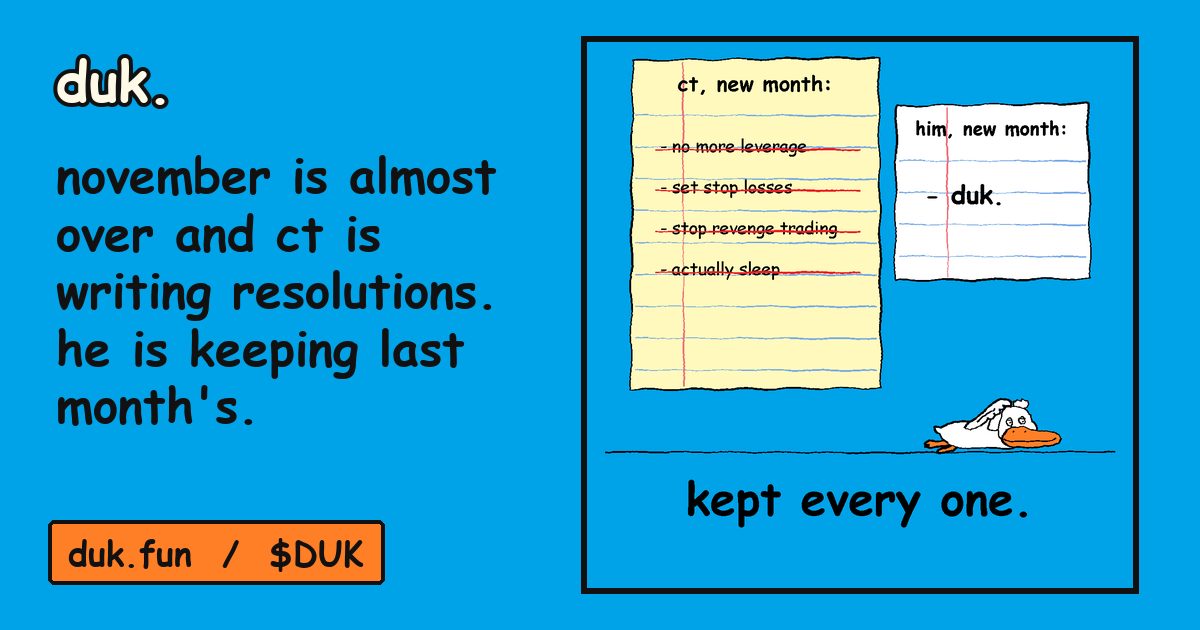 duk.
november is almost
over and ct is
writing resolutions.
he is keeping last
month's.
duk.fun / $DUK
ct, new month:
- no more leverage
- set stop losses
- stop revenge trading
- actually sleep
him, new month:
- duk.
kept every one.